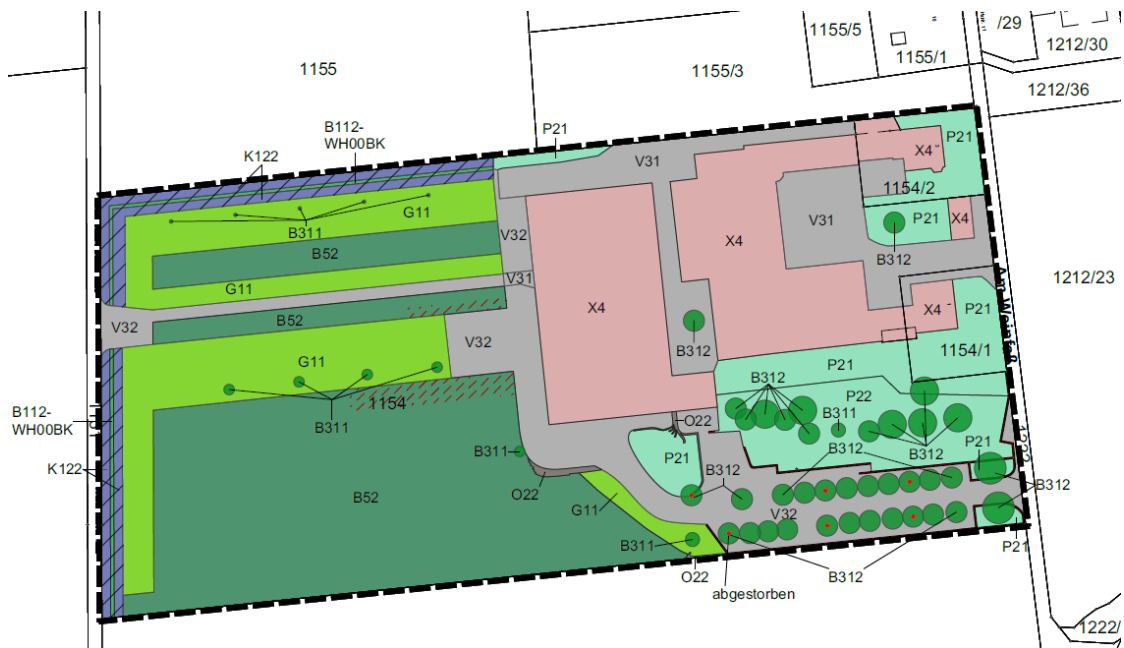 1155/5
/29
1212/30
1155
1155/3
1155/1
1212/36
B112-
WH00BK
P21
K122
V31
X4
P21
1154/2
G11
B311
V32
B52
V31
P21
X4
X4
B312
V31
G11
X4
1212/23
V32
B52
V32
X4
P21
B312
1154/1
G11
P21
B312
P22
1154
B112-
WH00BK
B311
O22
B311
B312
P21
B311
P21
B312
B312
K122
O22
B312
B52
G11
V32
B311
P21
O22
B312
abgestorben
1222/